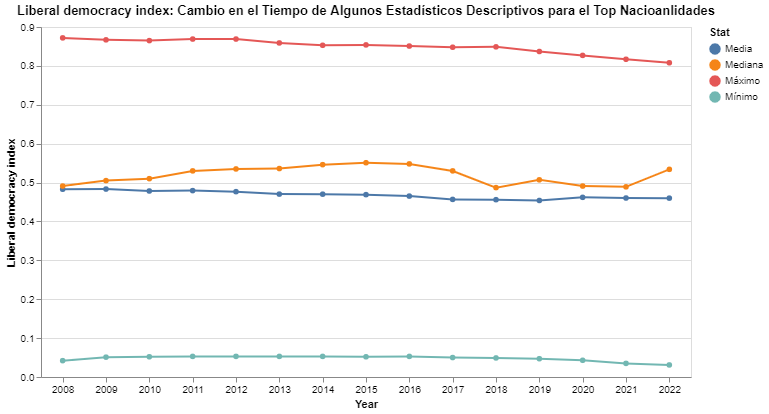 Liberal democracy index: Cambio en el Tiempo de Algunos Estadísticos Descriptivos para el Top Nacioanlidades
Stat
Media
Mediana
Máximo
Mínimo
Liberal democracy index
0.9
0.8
0.7
0.6
0.5
0.4
0.3
0.2
0.1
0.0
2008 2009 2010 2011 2012 2013 2014 2015 2016 2017 2018 2019 2020 2021 2022
Year